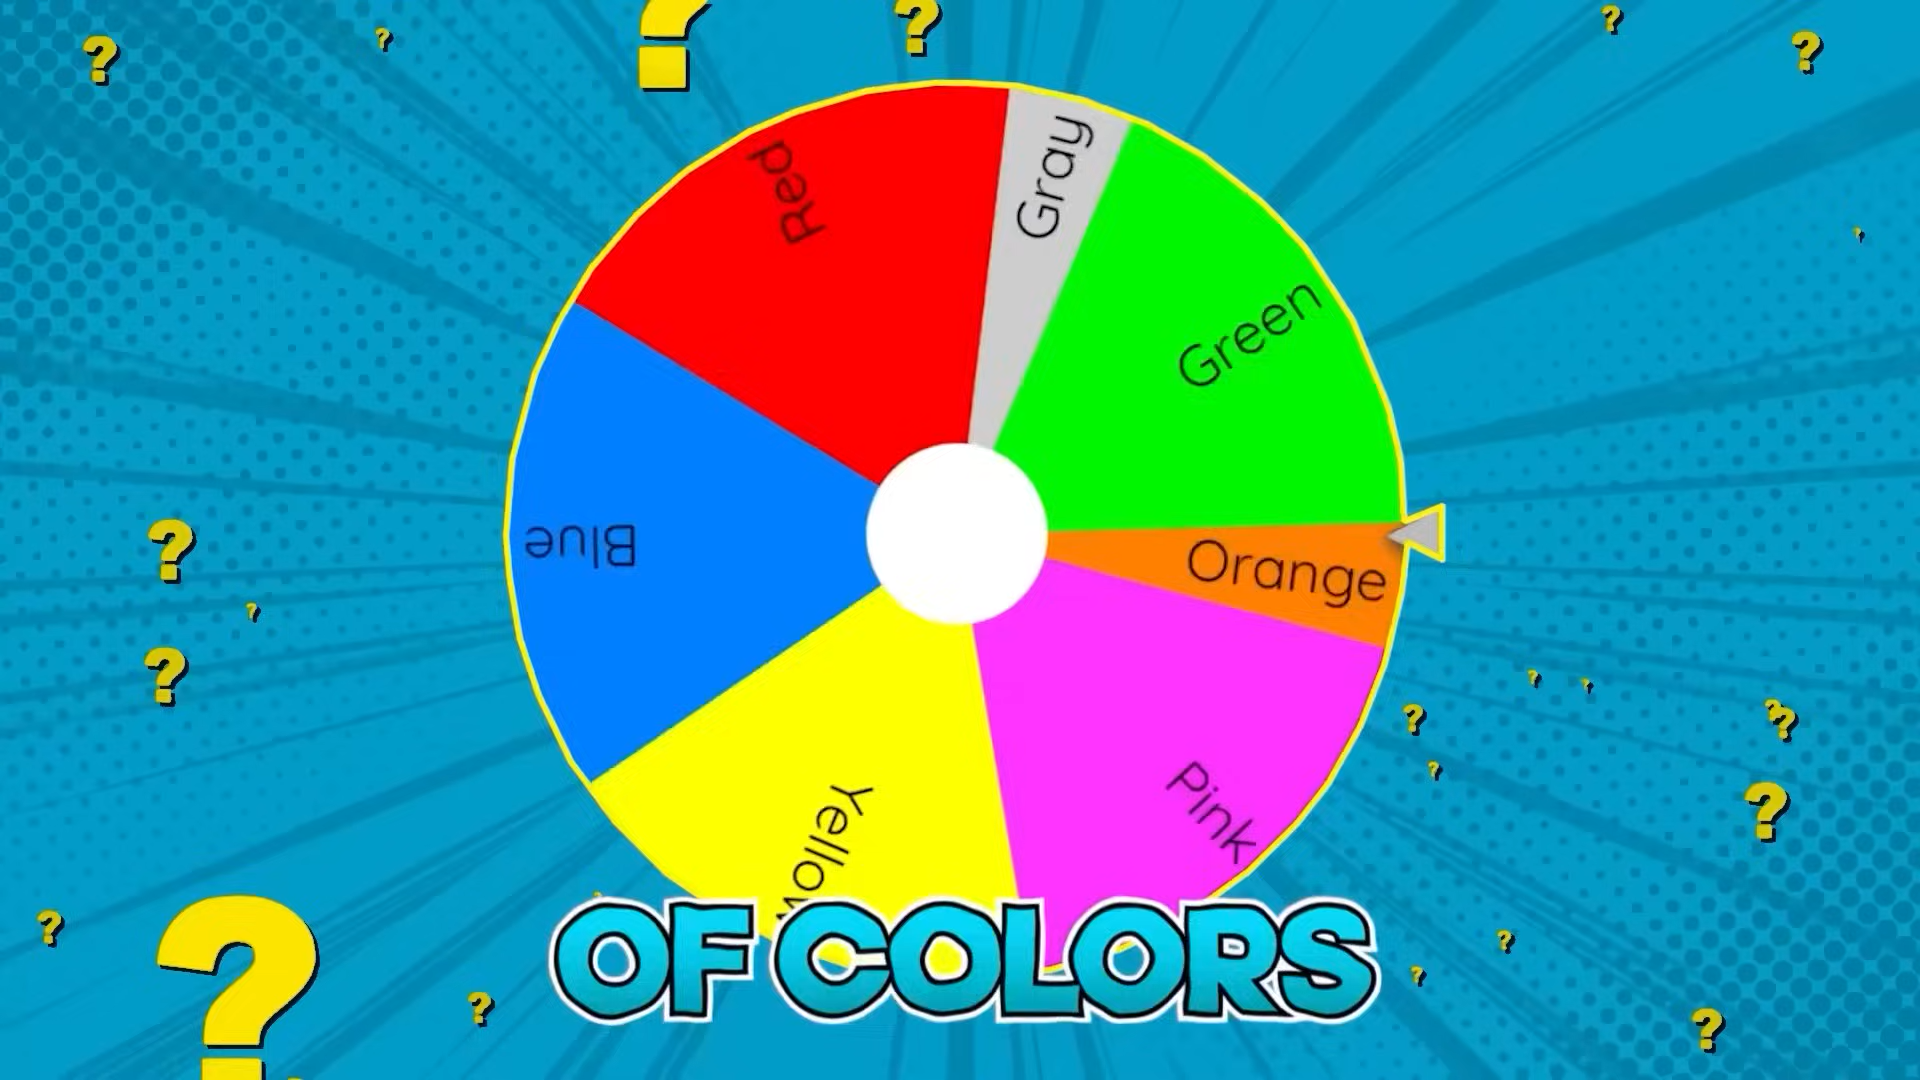 Red
Gray
Green
Blue
Orange
Pink
Yellow
OF COLORS